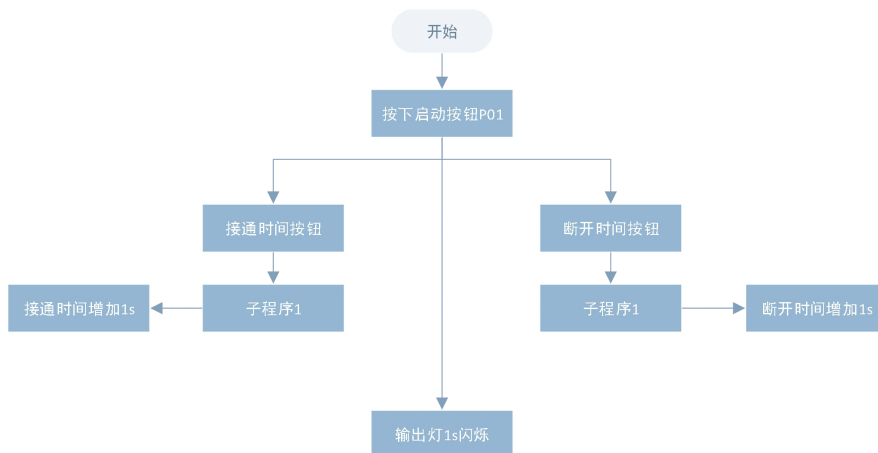 开始
按下启动按钮P01
接通时间按钮
断开时间按钮
接通时间增加1s
子程序1
子程序1
断开时间增加1s
输出灯1s闪烁